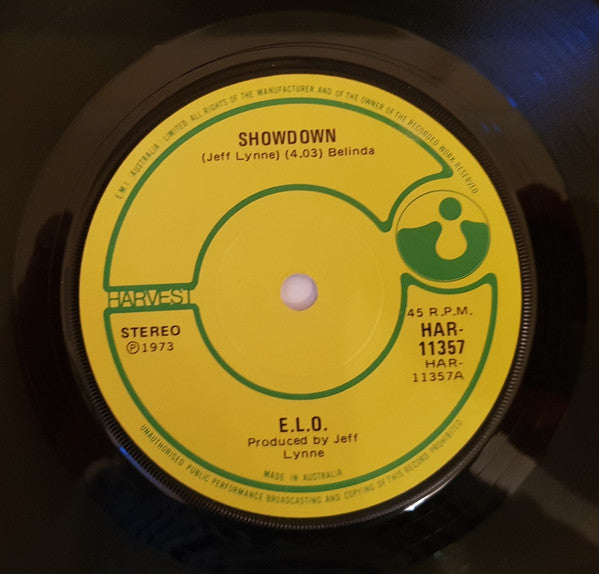 E.M.I. AUSTRALIA LIMITED. ALL RIGHTS OF THE MANUFACTURER AND OF THE OWNER OF THE RECORDED WORK RESERVED
SHOWDOWN
(Jeff Lynne) (4.03) Belinda
HARVEST
STEREO
Ⓟ1973
45 R.P.M.
HAR-
11357
HAR-
11357A
E.L.O.
Produced by Jeff
Lynne
MADE IN AUSTRALIA
UNAUTHORISED PUBLIC PERFORMANCE BROADCASTING AND COPYING OF THIS RECORD PROHIBITED